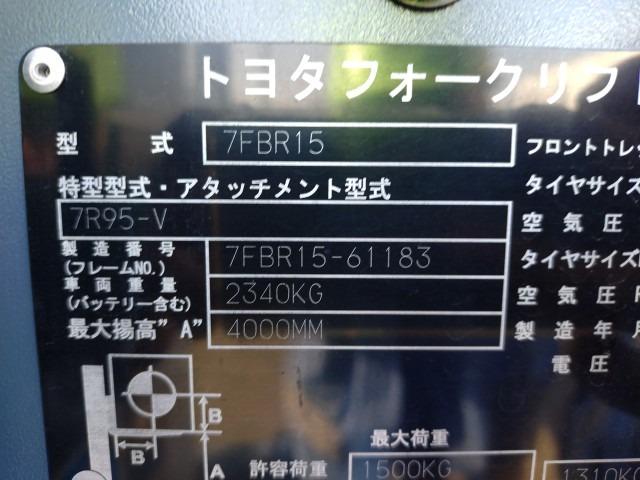 トヨタフォークリフト
型式 7FBR15 フロントトレッ
特型型式・アタッチメント型式 タイヤサイズ
7R95-V 空気圧
製造番号 7FBR15-61183 タイヤサイズ
(フレームNO.)
車両重量 2340KG 空気圧
(バッテリー含む)
最大揚高"A" 4000MM 製造年月
電圧
B
B
最大荷重
A 許容荷重 1500KG 1310KG